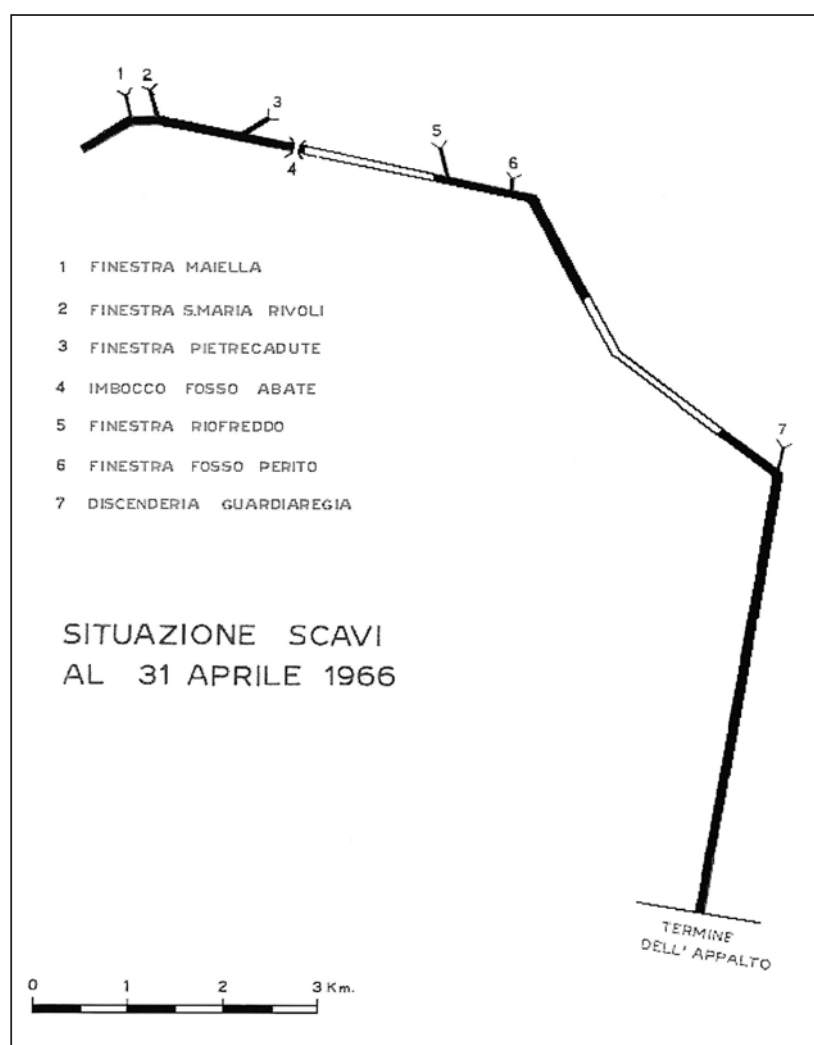 1 2
3
4
5
6
7
1 FINESTRA MAIELLA
2 FINESTRA S.MARIA RIVOLI
3 FINESTRA PIETRECADUTE
4 IMBOCCO FOSSO ABATE
5 FINESTRA RIOFREDDO
6 FINESTRA FOSSO PERITO
7 DISCENDERIA GUARDIAREGIA
SITUAZIONE SCAVI
AL 31 APRILE 1966
TERMINE
DELL' APPALTO
0 1 2 3 Km.